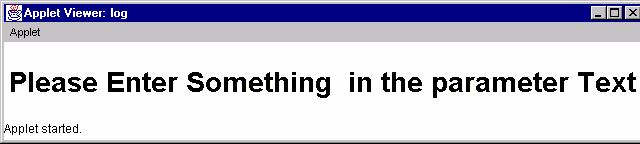 Applet Viewer: log
Applet
Please Enter Something  in the parameter Text
Applet started.